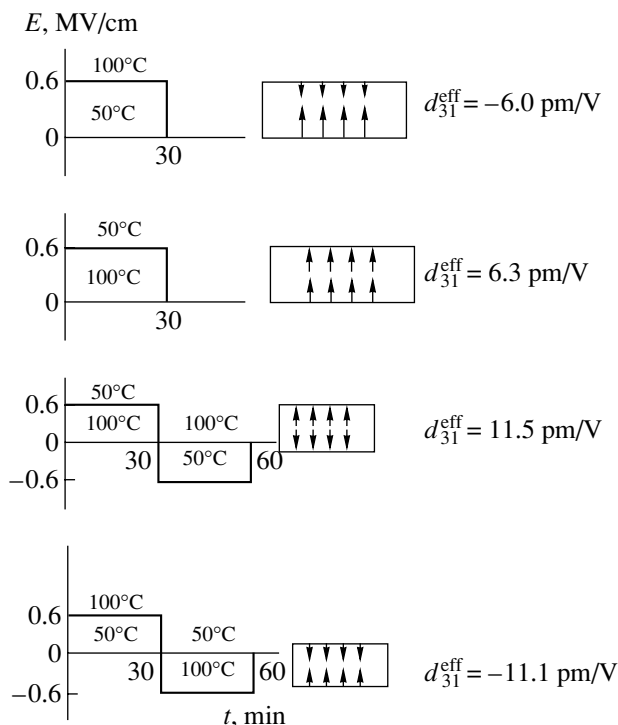 E, MV/cm
100°C
0.6
50°C
0
30
d₃₁ᵉᶠᶠ = –6.0 pm/V
50°C
0.6
100°C
0
30
d₃₁ᵉᶠᶠ = 6.3 pm/V
50°C
0.6
100°C 100°C
0
30 50°C 60
–0.6
d₃₁ᵉᶠᶠ = 11.5 pm/V
100°C
0.6
50°C 50°C
0
30 100°C 60
–0.6
d₃₁ᵉᶠᶠ = –11.1 pm/V
t, min